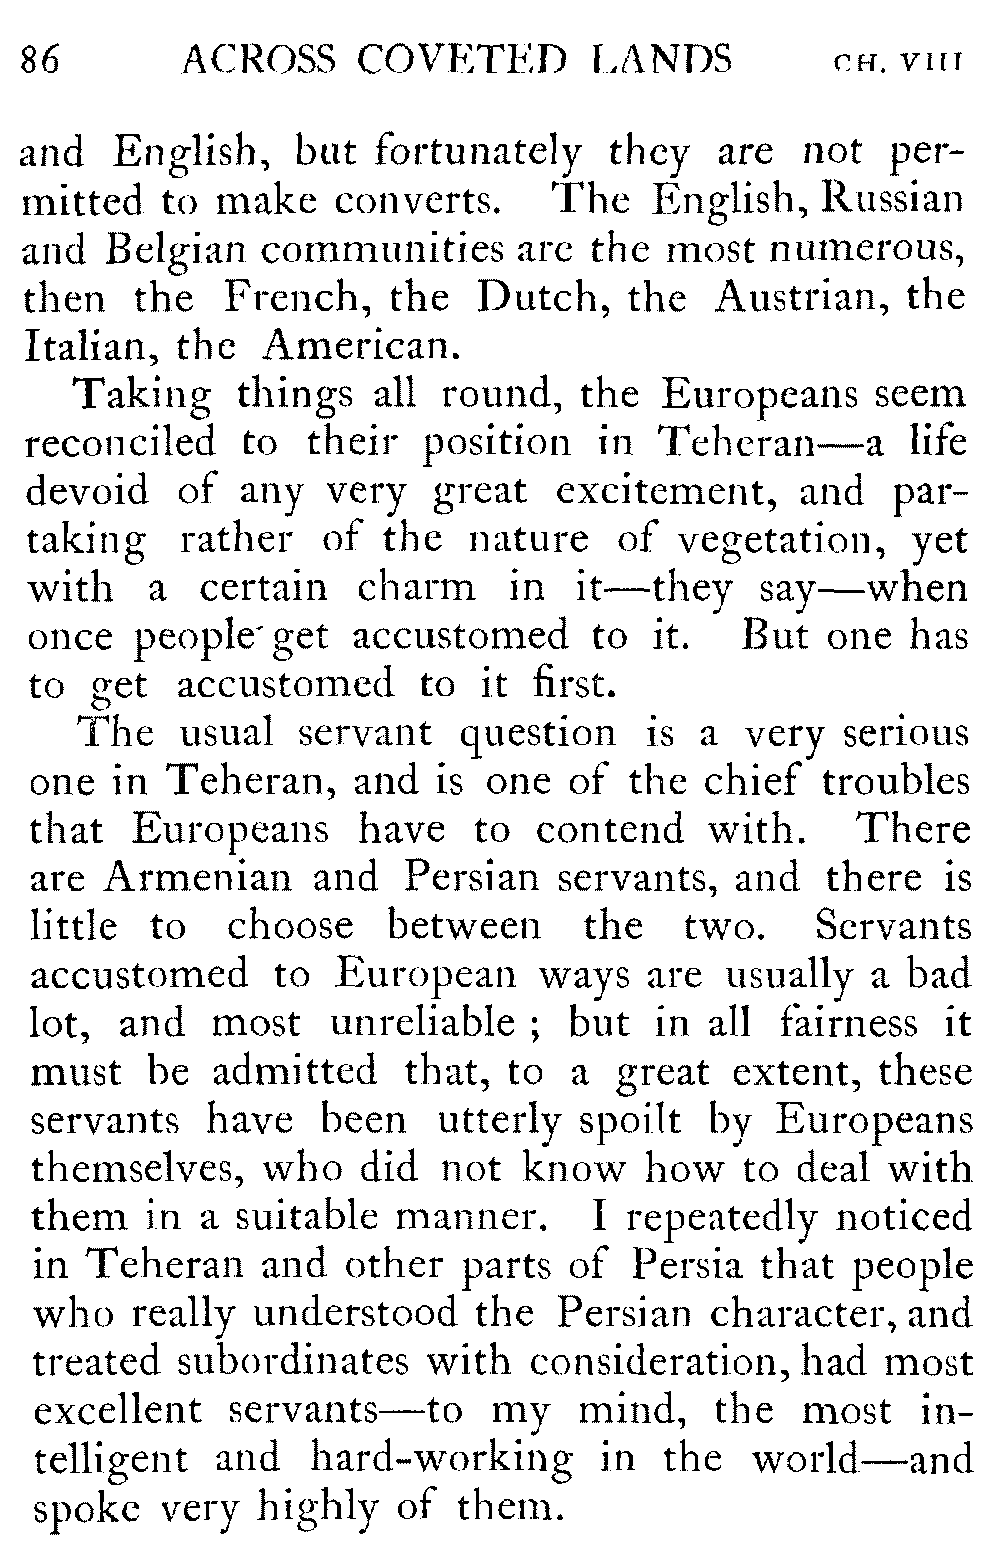 86 ACROSS COVETED LANDS CH. VIII
and English, but fortunately they are not per-
mitted to make converts. The English, Russian
and Belgian communities are the most numerous,
then the French, the Dutch, the Austrian, the
Italian, the American.
Taking things all round, the Europeans seem
reconciled to their position in Teheran—a life
devoid of any very great excitement, and par-
taking rather of the nature of vegetation, yet
with a certain charm in it—they say—when
once people get accustomed to it. But one has
to get accustomed to it first.
The usual servant question is a very serious
one in Teheran, and is one of the chief troubles
that Europeans have to contend with. There
are Armenian and Persian servants, and there is
little to choose between the two. Servants
accustomed to European ways are usually a bad
lot, and most unreliable ; but in all fairness it
must be admitted that, to a great extent, these
servants have been utterly spoilt by Europeans
themselves, who did not know how to deal with
them in a suitable manner. I repeatedly noticed
in Teheran and other parts of Persia that people
who really understood the Persian character, and
treated subordinates with consideration, had most
excellent servants—to my mind, the most in-
telligent and hard-working in the world—and
spoke very highly of them.